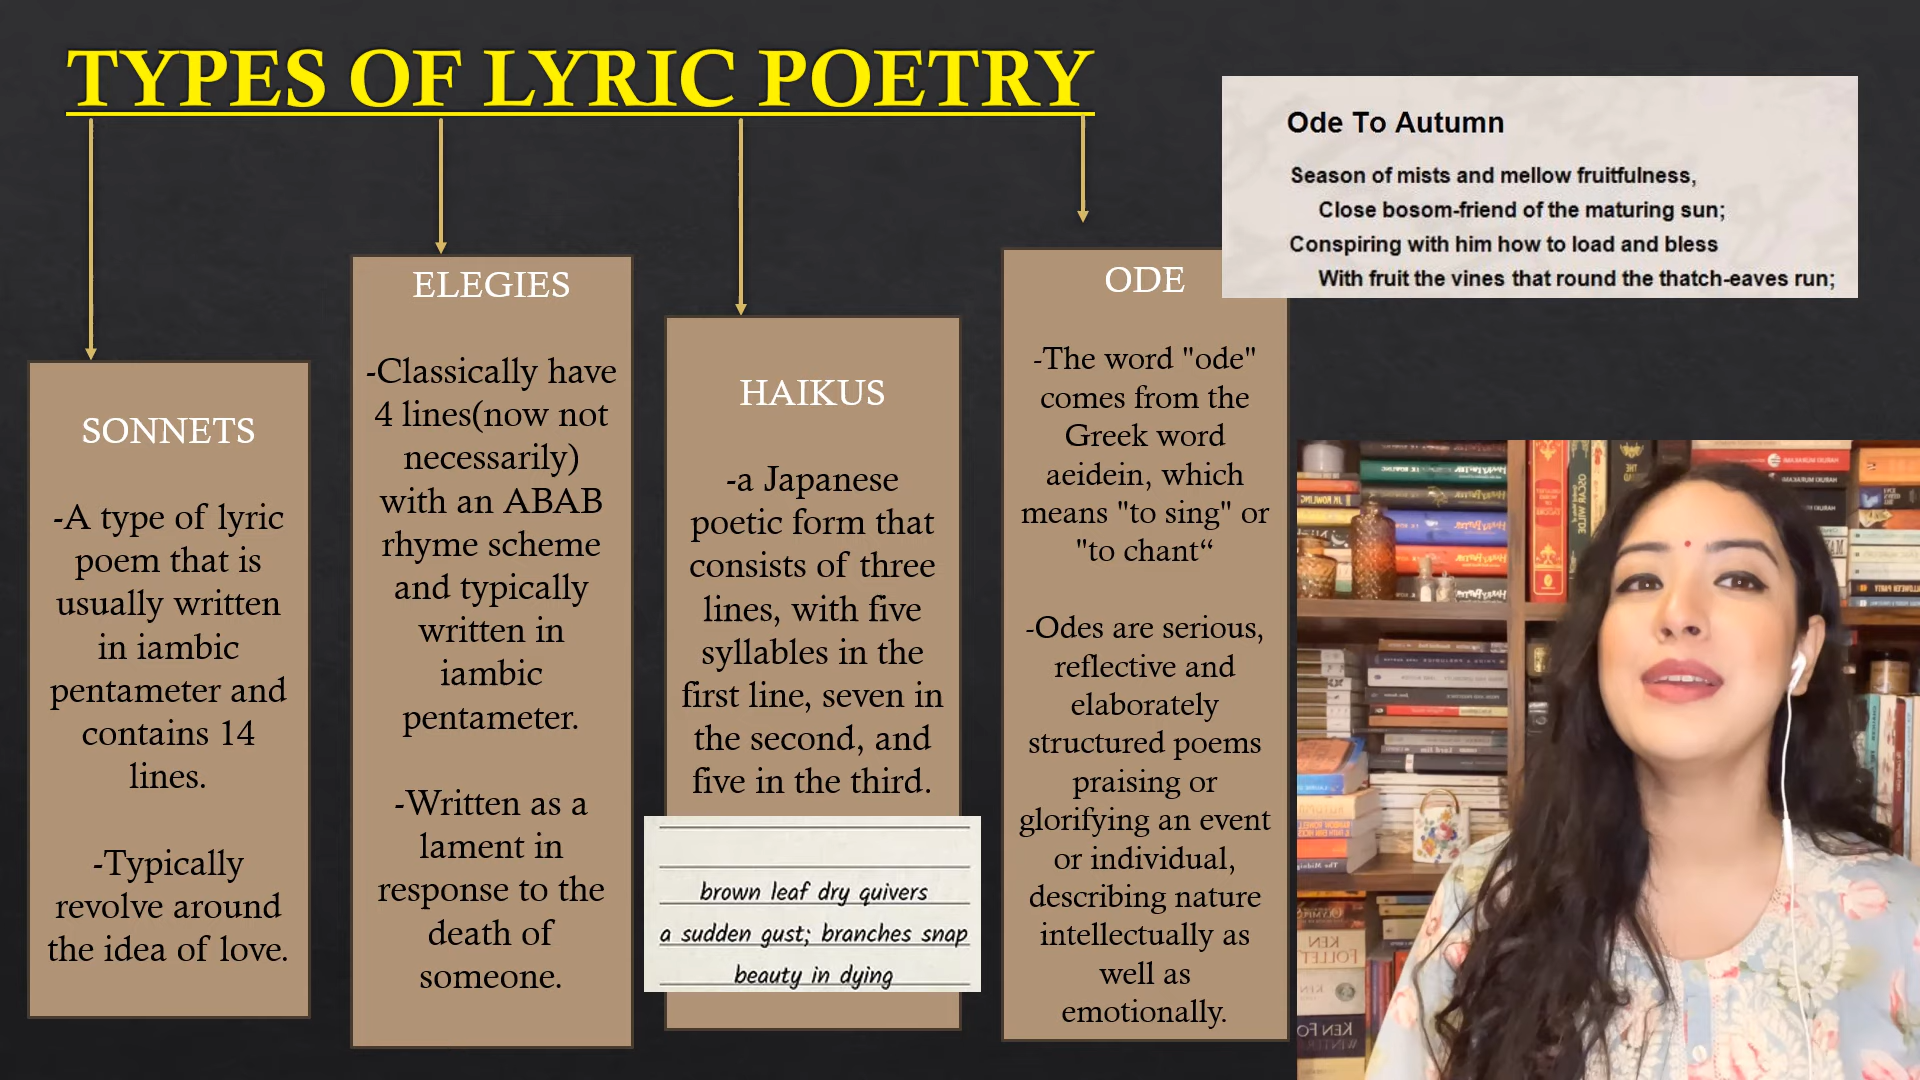 TYPES OF LYRIC POETRY
Ode To Autumn
Season of mists and mellow fruitfulness,
Close bosom-friend of the maturing sun;
Conspiring with him how to load and bless
With fruit the vines that round the thatch-eaves run;
SONNETS
-A type of lyric
poem that is
usually written
in iambic
pentameter and
contains 14
lines.
-Typically
revolve around
the idea of love.
ELEGIES
-Classically have
4 lines(now not
necessarily)
with an ABAB
rhyme scheme
and typically
written in
iambic
pentameter.
-Written as a
lament in
response to the
death of
someone.
HAIKUS
-a Japanese
poetic form that
consists of three
lines, with five
syllables in the
first line, seven in
the second, and
five in the third.
brown leaf dry quivers
a sudden gust; branches snap
beauty in dying
ODE
-The word "ode"
comes from the
Greek word
aeidein, which
means "to sing" or
"to chant“
-Odes are serious,
reflective and
elaborately
structured poems
praising or
glorifying an event
or individual,
describing nature
intellectually as
well as
emotionally.
OSCAR WILDE
KEN
FOLLET
KEN